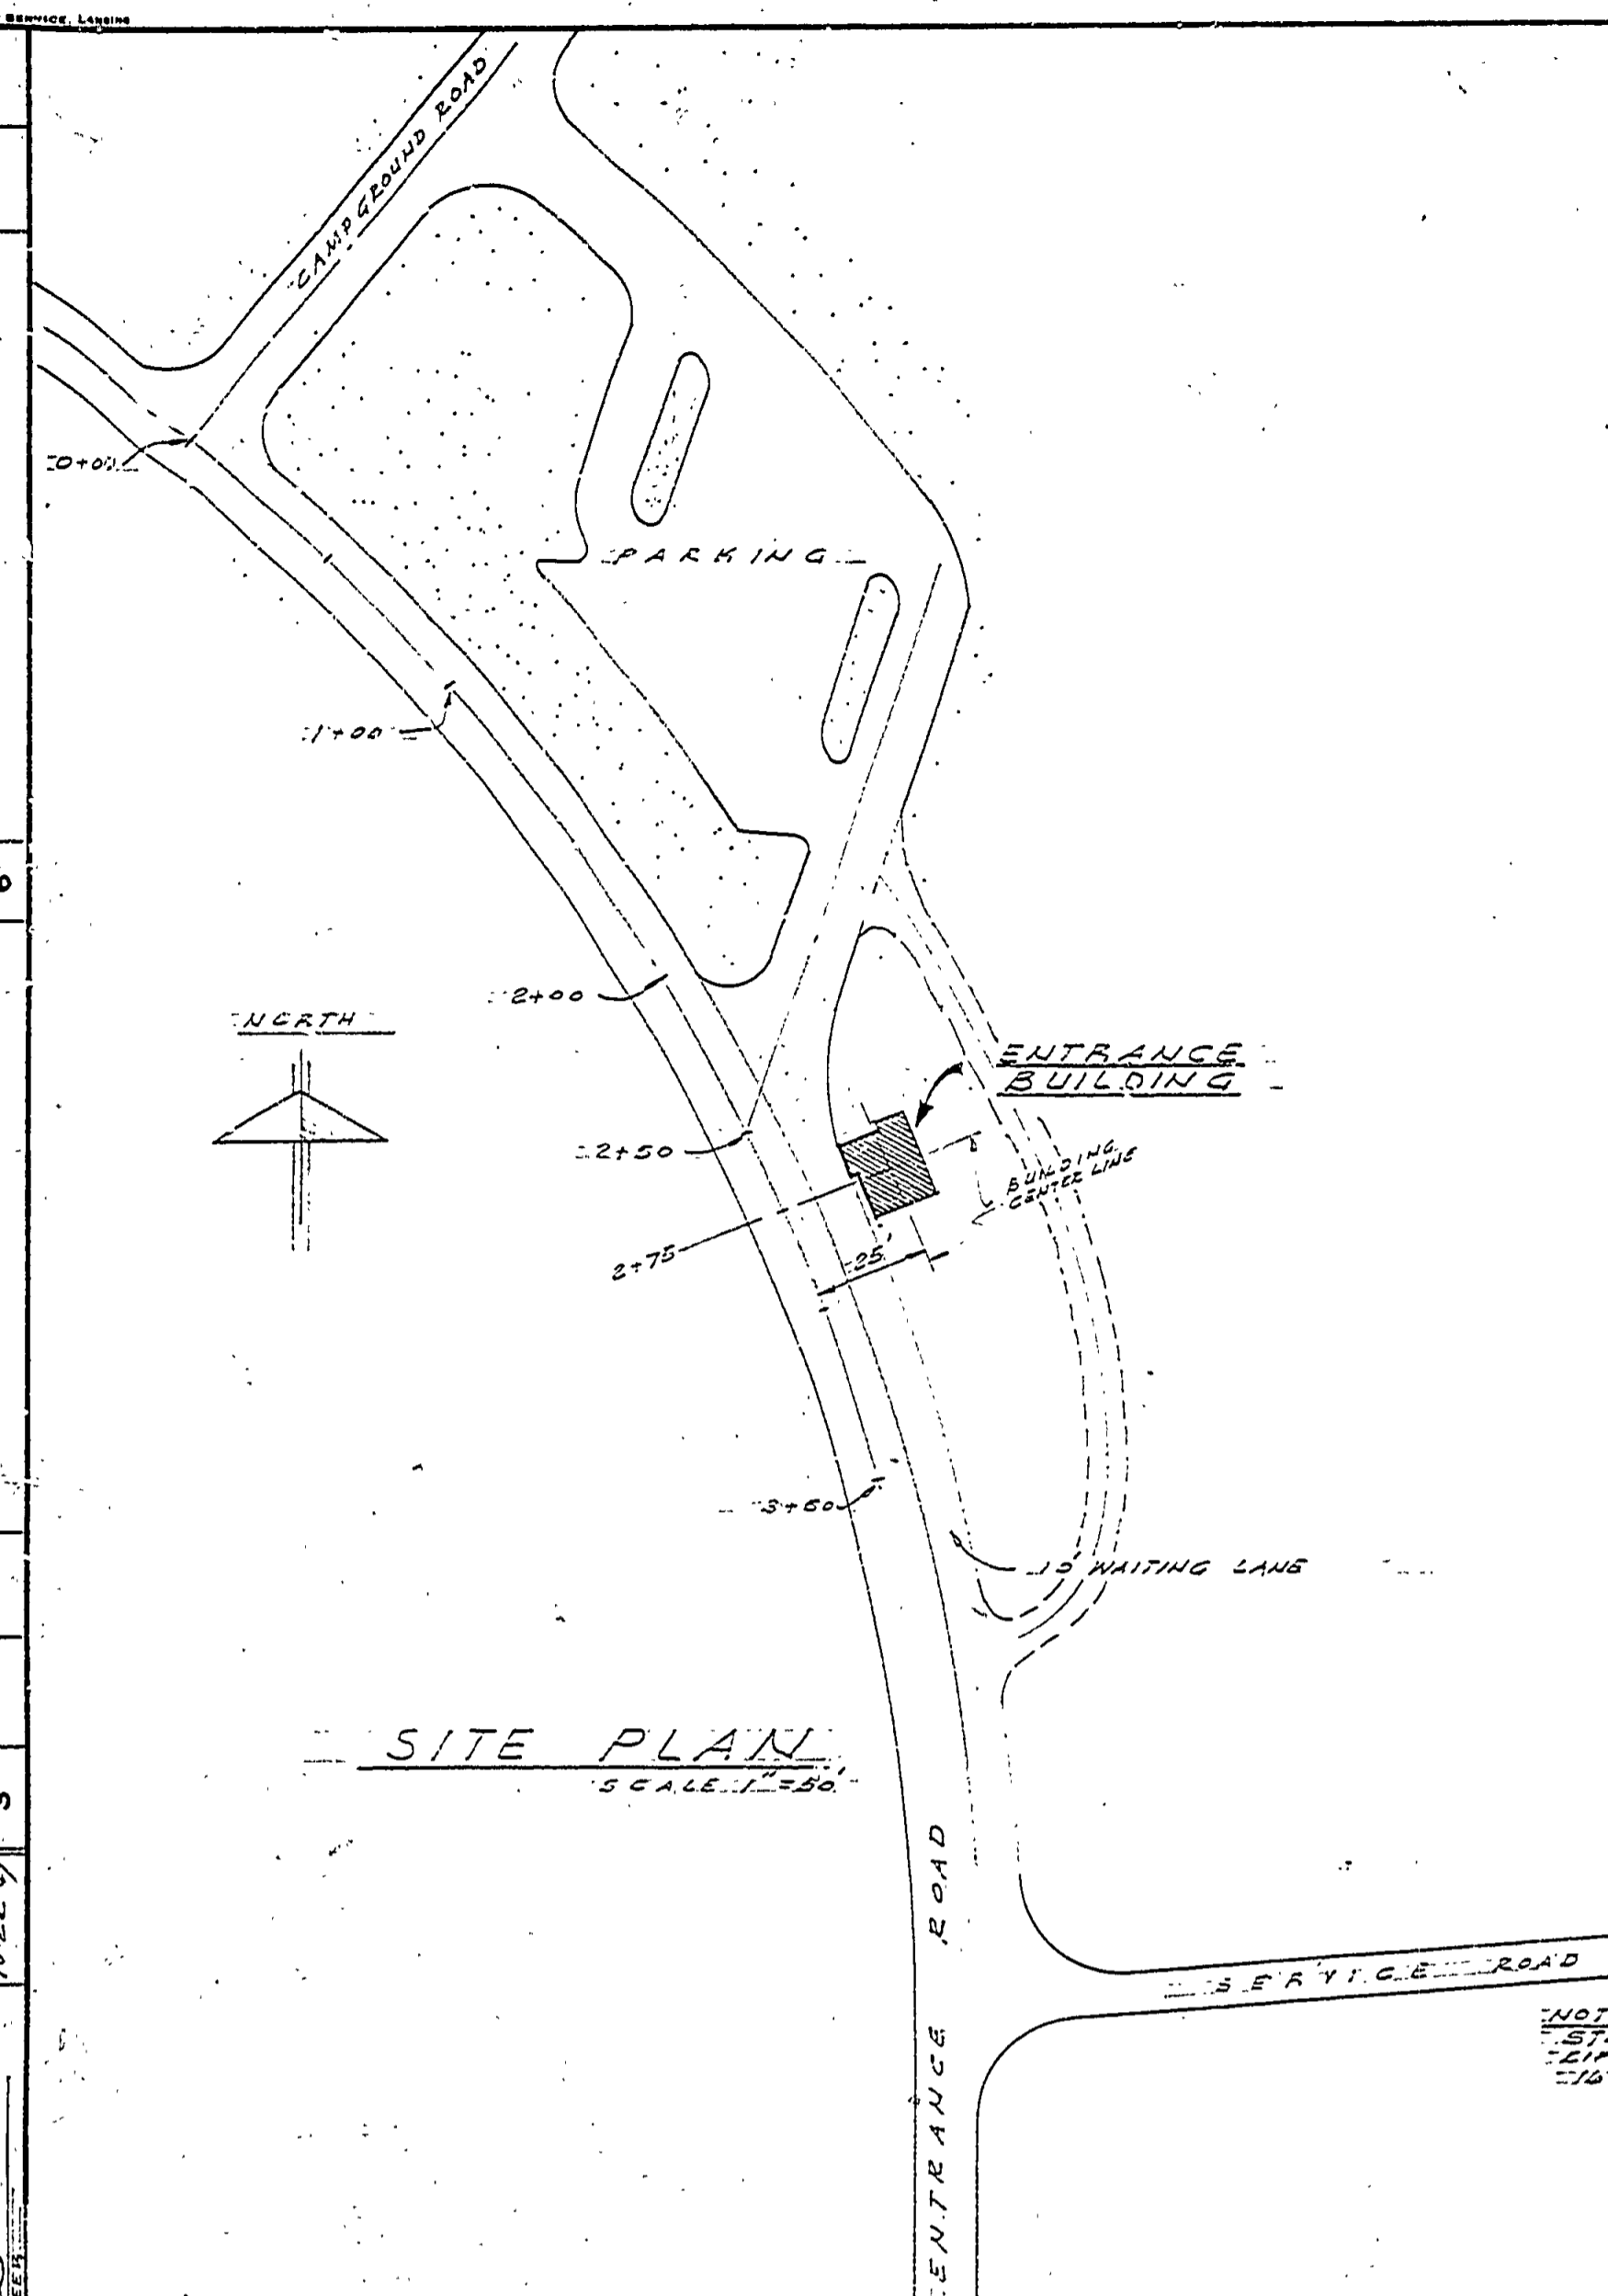 SERVICE, LANSING
CAMPGROUND ROAD
0+00
PARKING
1+00
2+00
NORTH
ENTRANCE
BUILDING
2+50
BUILDING
CENTER LINE
2+75
25'
3+50
10' WAITING LANE
SITE PLAN
SCALE 1"=50'
ENTRANCE ROAD
SERVICE ROAD